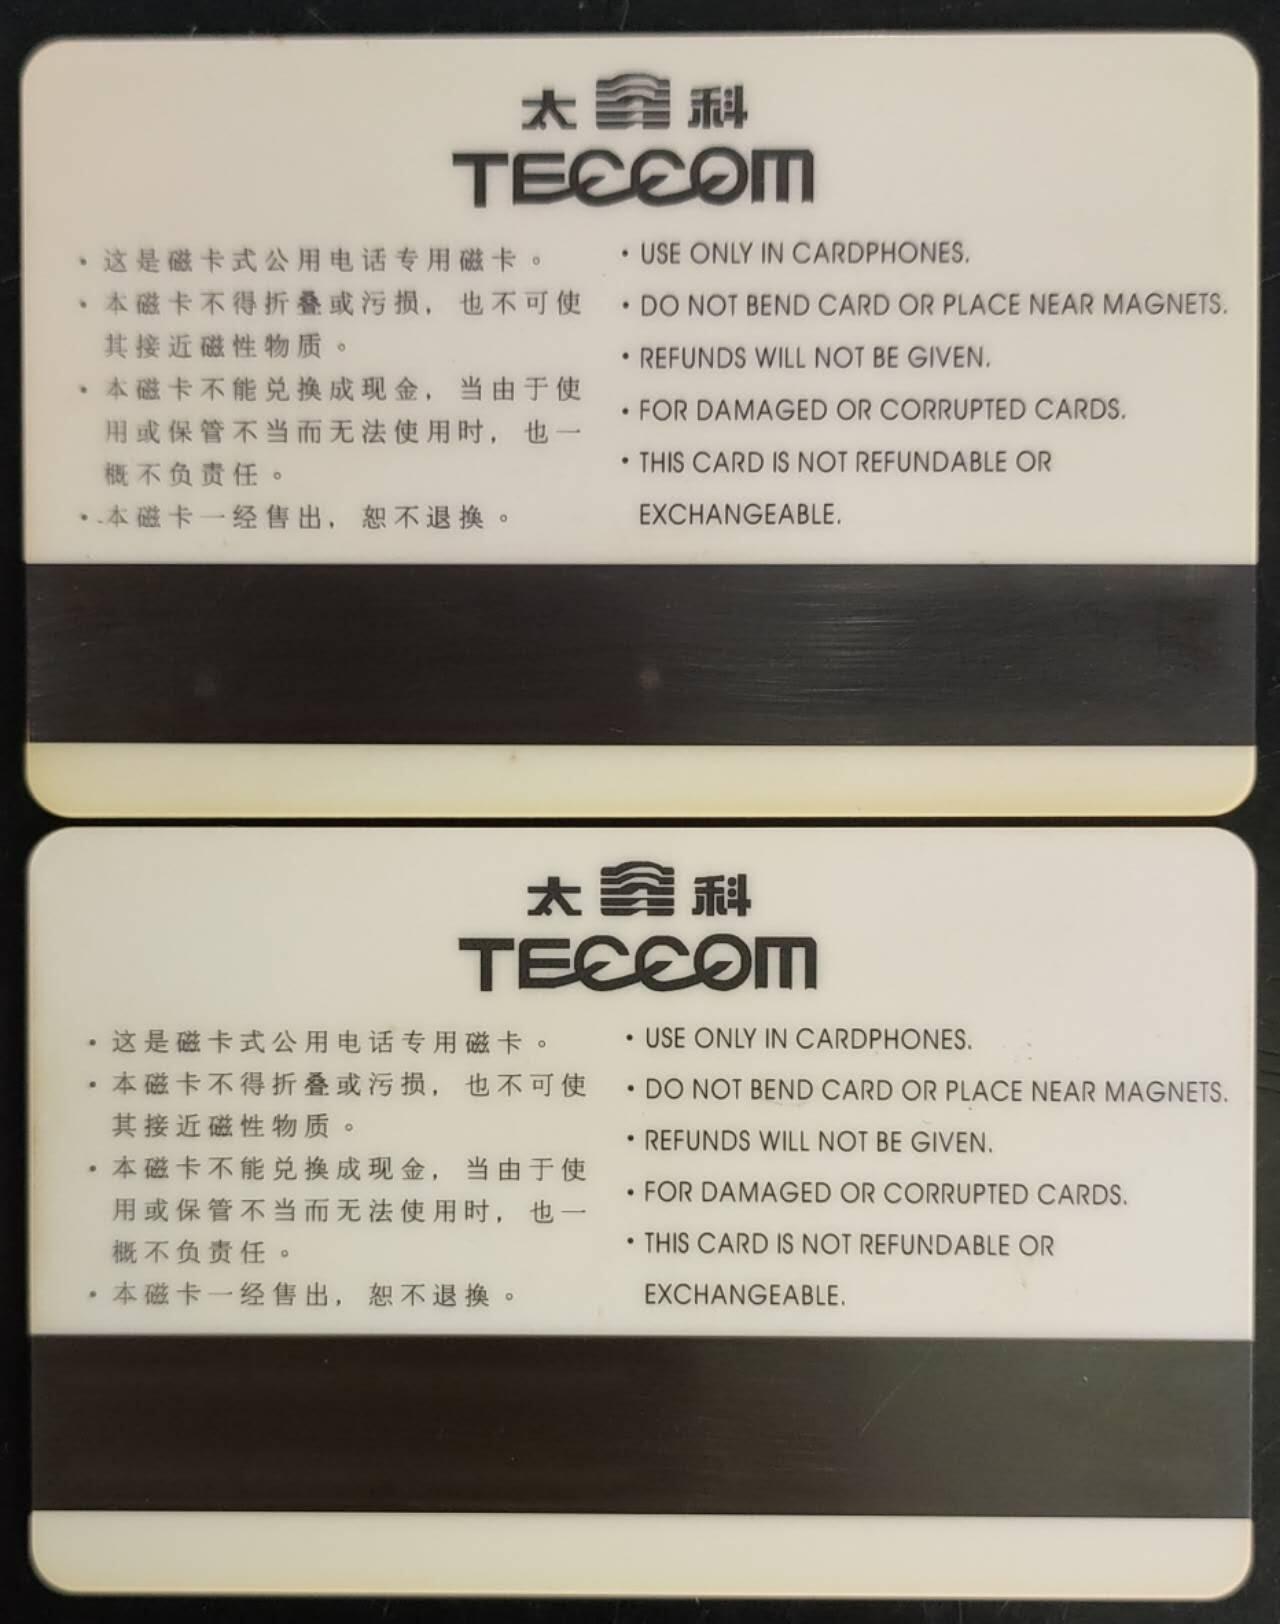 太 科
TECCOM
· 这是磁卡式公用电话专用磁卡。
· 本磁卡不得折叠或污损，也不可使
其接近磁性物质。
· 本磁卡不能兑换成现金，当由于使
用或保管不当而无法使用时，也一
概不负责任。
· 本磁卡一经售出，恕不退换。
· USE ONLY IN CARDPHONES.
· DO NOT BEND CARD OR PLACE NEAR MAGNETS.
· REFUNDS WILL NOT BE GIVEN.
· FOR DAMAGED OR CORRUPTED CARDS.
· THIS CARD IS NOT REFUNDABLE OR
EXCHANGEABLE.
太 科
TECCOM
· 这是磁卡式公用电话专用磁卡。
· 本磁卡不得折叠或污损，也不可使
其接近磁性物质。
· 本磁卡不能兑换成现金，当由于使
用或保管不当而无法使用时，也一
概不负责任。
· 本磁卡一经售出，恕不退换。
· USE ONLY IN CARDPHONES.
· DO NOT BEND CARD OR PLACE NEAR MAGNETS.
· REFUNDS WILL NOT BE GIVEN.
· FOR DAMAGED OR CORRUPTED CARDS.
· THIS CARD IS NOT REFUNDABLE OR
EXCHANGEABLE.